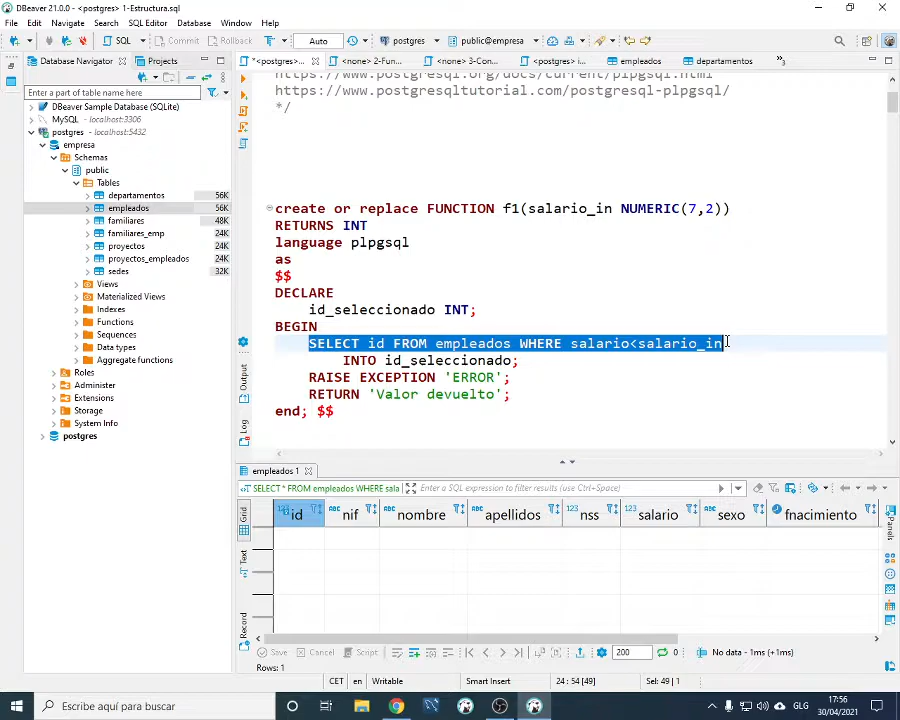 DBeaver 21.0.0 - <postgres> 1-Estructura.sql
File Edit Navigate Search SQL Editor Database Window Help
SQL Commit Rollback T Auto postgres public@empresa
Database Navigator Projects
*<postgres>... <none> 2-Fun... <none> 3-Con... <postgres> i... empleados departamentos
Enter a part of table name here
DBeaver Sample Database (SQLite)
MySQL - localhost:3306
postgres - localhost:5432
empresa
Schemas
public
Tables
departamentos 56K
empleados 56K
familiares 48K
familiares_emp 24K
proyectos 24K
proyectos_empleados 24K
sedes 32K
Views
Materialized Views
Indexes
Functions
Sequences
Data types
Aggregate functions
Roles
Administer
Extensions
Storage
System Info
postgres
https://www.postgresql.org/docs/current/plpgsql.html
https://www.postgresqltutorial.com/postgresql-plpgsql/
*/
create or replace FUNCTION f1(salario_in NUMERIC(7,2))
RETURNS INT
language plpgsql
as
$$
DECLARE
id_seleccionado INT;
BEGIN
SELECT id FROM empleados WHERE salario<salario_in
INTO id_seleccionado;
RAISE EXCEPTION 'ERROR';
RETURN 'Valor devuelto';
end; $$
Output
Log
empleados 1
SELECT * FROM empleados WHERE sala Enter a SQL expression to filter results (use Ctrl+Space)
Grid
Text
Record
Panels
123 id ABC nif ABC nombre ABC apellidos 123 nss 123 salario ABC sexo fnacimiento
Save Cancel Script 200 0 No data - 1ms (+1ms)
Rows: 1
CET en Writable Smart Insert 24 : 54 [49] Sel: 49 | 1
Escribe aquí para buscar
GLG
17:56
30/04/2021